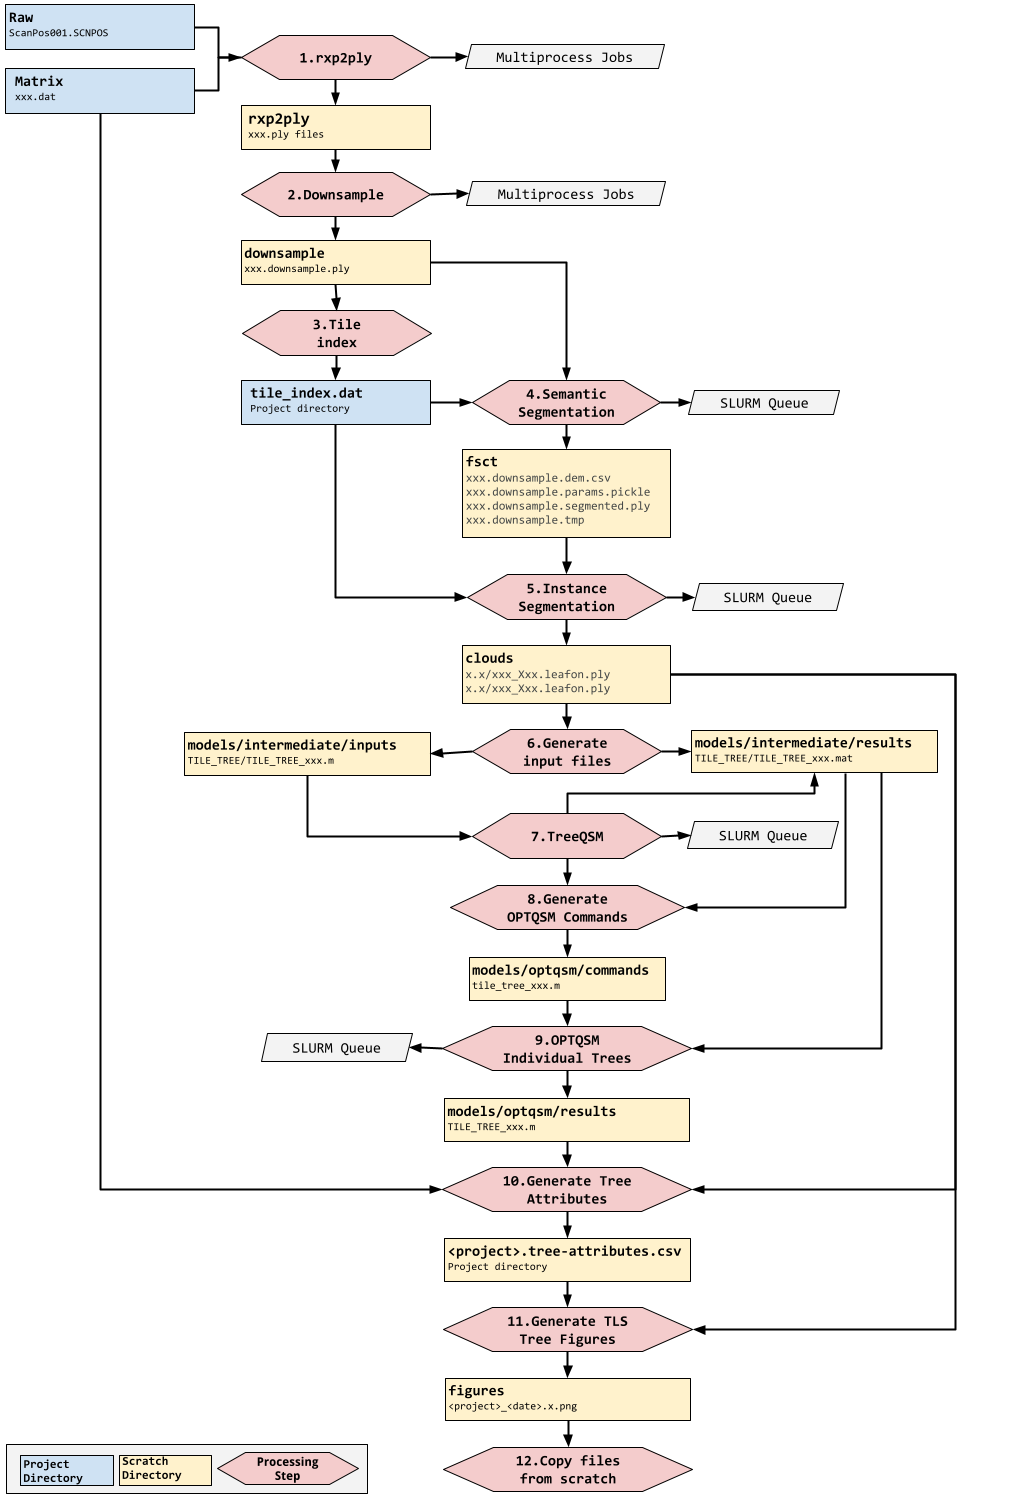 Raw
ScanPos001.SCNPOS
Matrix
xxx.dat
1.rxp2ply
Multiprocess Jobs
rxp2ply
xxx.ply files
2.Downsample
Multiprocess Jobs
downsample
xxx.downsample.ply
3.Tile
index
tile_index.dat
Project directory
4.Semantic
Segmentation
SLURM Queue
fsct
xxx.downsample.dem.csv
xxx.downsample.params.pickle
xxx.downsample.segmented.ply
xxx.downsample.tmp
5.Instance
Segmentation
SLURM Queue
clouds
x.x/xxx_Xxx.leafon.ply
x.x/xxx_Xxx.leafon.ply
models/intermediate/inputs
TILE_TREE/TILE_TREE_xxx.m
6.Generate
input files
models/intermediate/results
TILE_TREE/TILE_TREE_xxx.mat
7.TreeQSM
SLURM Queue
8.Generate
OPTQSM Commands
models/optqsm/commands
tile_tree_xxx.m
SLURM Queue
9.OPTQSM
Individual Trees
models/optqsm/results
TILE_TREE_xxx.m
10.Generate Tree
Attributes
<project>.tree-attributes.csv
Project directory
11.Generate TLS
Tree Figures
figures
<project>_<date>.x.png
12.Copy files
from scratch
Project
Directory
Scratch
Directory
Processing
Step